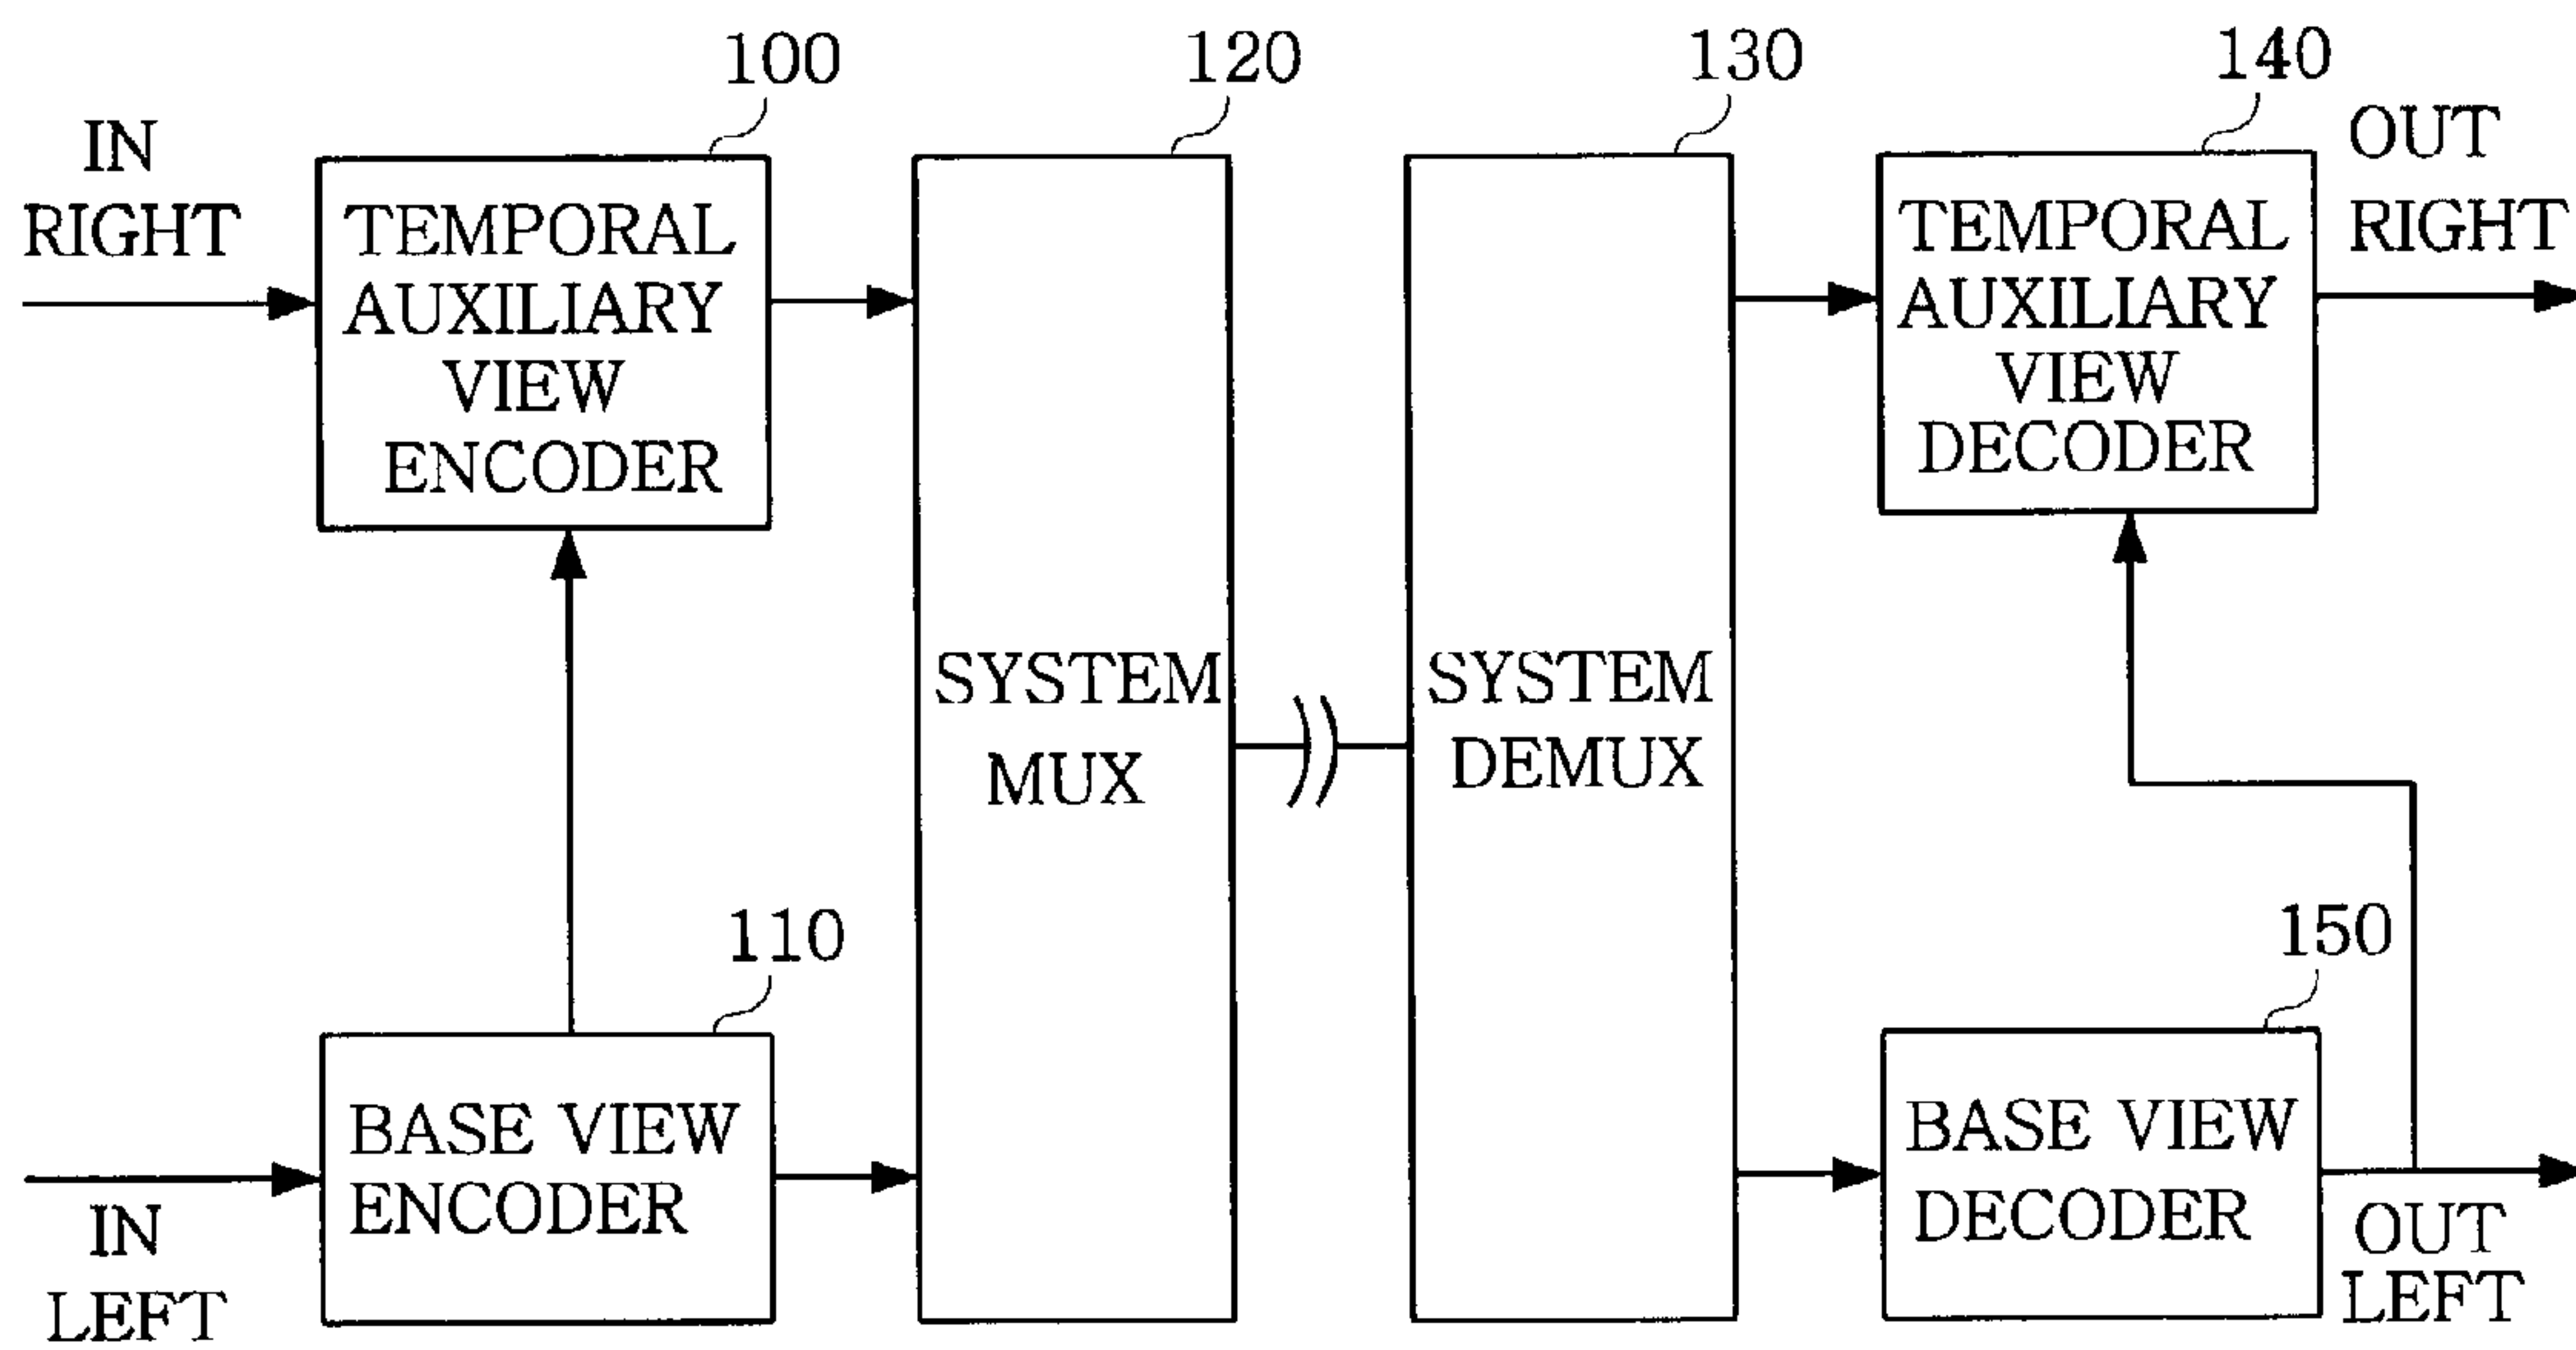 100
120
130
140
IN
RIGHT
TEMPORAL
AUXILIARY
VIEW
ENCODER
TEMPORAL
AUXILIARY
VIEW
DECODER
OUT
RIGHT
SYSTEM
MUX
SYSTEM
DEMUX
110
150
BASE VIEW
ENCODER
BASE VIEW
DECODER
IN
LEFT
OUT
LEFT